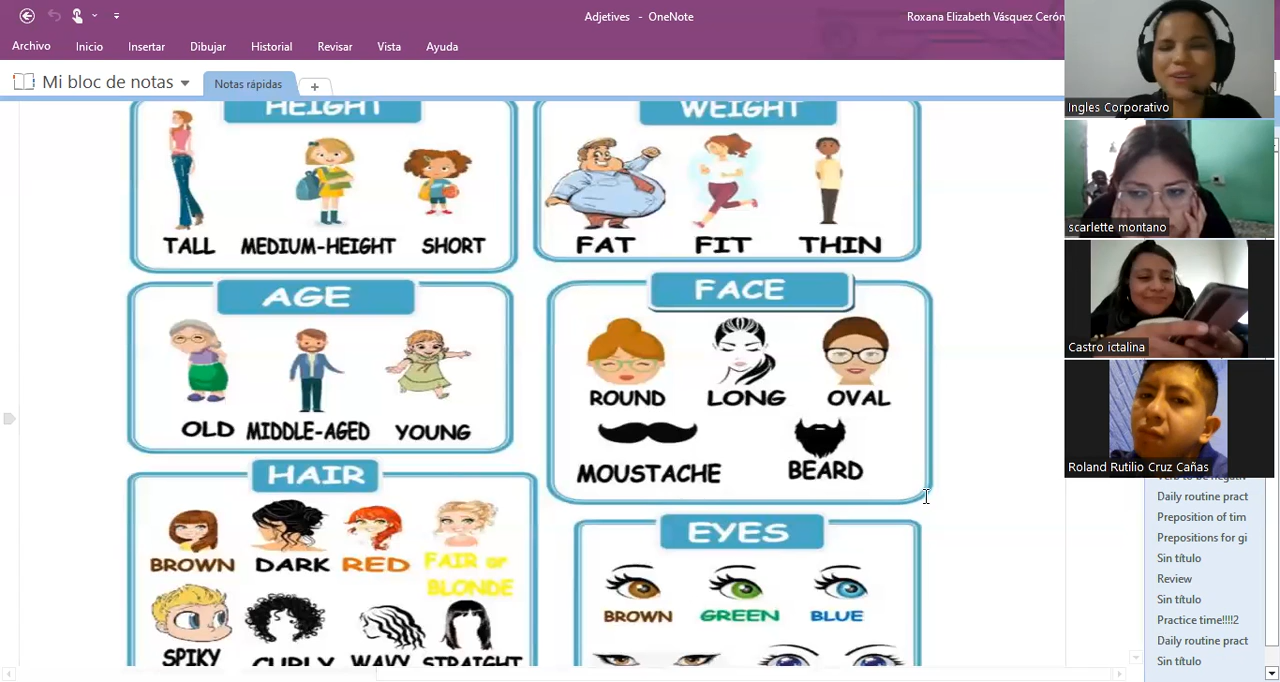 Adjetives - OneNote
Roxana Elizabeth Vásquez Cerón
Archivo Inicio Insertar Dibujar Historial Revisar Vista Ayuda
Mi bloc de notas
Notas rápidas
HEIGHT
TALL MEDIUM-HEIGHT SHORT
WEIGHT
FAT FIT THIN
AGE
OLD MIDDLE-AGED YOUNG
FACE
ROUND LONG OVAL
MOUSTACHE BEARD
HAIR
BROWN DARK RED FAIR or
BLONDE
SPIKY CURLY WAVY STRAIGHT
EYES
BROWN GREEN BLUE
Ingles Corporativo
scarlette montano
Castro ictalina
Roland Rutilio Cruz Cañas
Verb to be negativ
Daily routine pract
Preposition of tim
Prepositions for gi
Sin título
Review
Sin título
Practice time!!!!2
Daily routine pract
Sin título